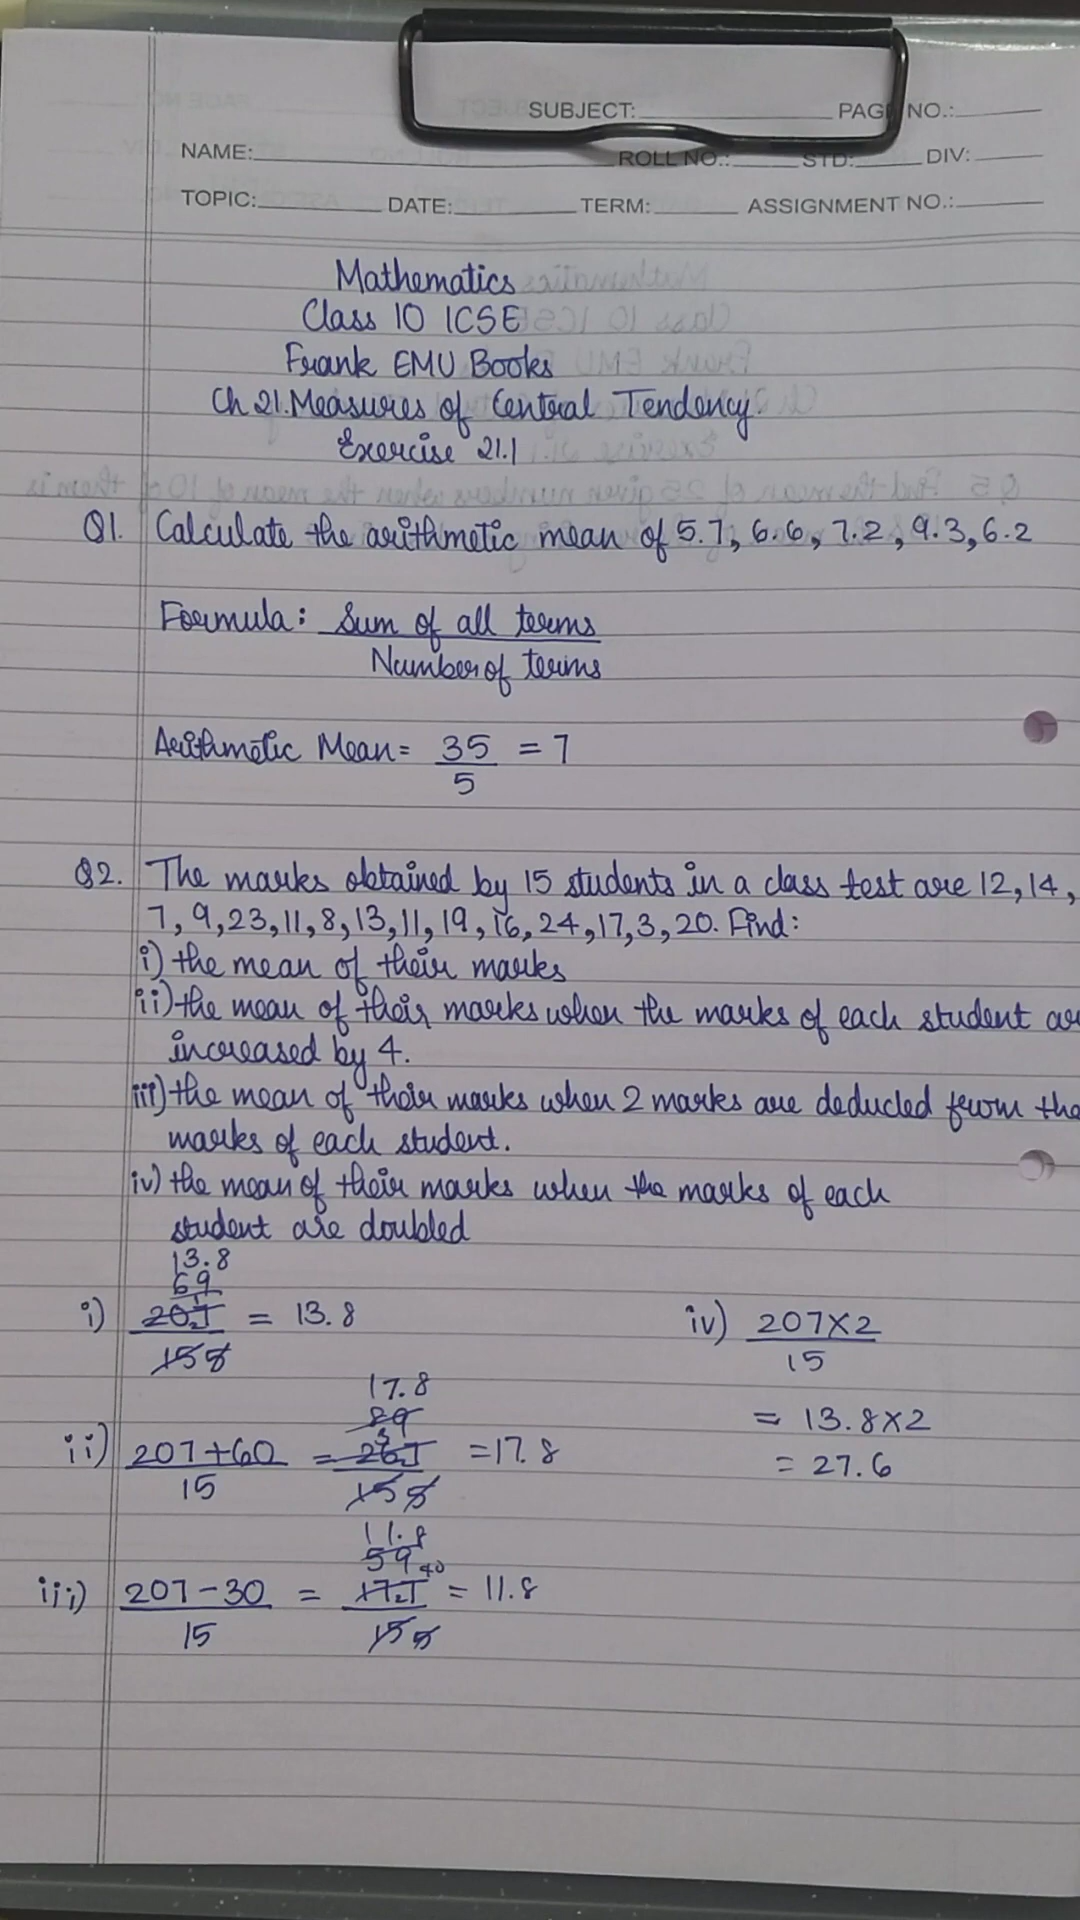 SUBJECT: PAGE NO.:
NAME: ROLL NO.: STD: DIV:
TOPIC: DATE: TERM: ASSIGNMENT NO.:
Mathematics
Class 10 ICSE
Frank EMU Books
Ch 21. Measures of Central Tendency.
Exercise 21.1
Q1. Calculate the arithmetic mean of 5.7, 6.6, 7.2, 9.3, 6.2
Formula: Sum of all terms
Number of terms
Arithmetic Mean = 35 = 7
5
Q2. The marks obtained by 15 students in a class test are 12, 14,
7, 9, 23, 11, 8, 13, 11, 19, 16, 24, 17, 3, 20. Find:
i) the mean of their marks
ii) the mean of their marks when the marks of each student are
increased by 4.
iii) the mean of their marks when 2 marks are deducted from the
marks of each student.
iv) the mean of their marks when the marks of each
student are doubled
13.8
69
i) 207 = 13.8
15 5
iv) 207×2
15
= 13.8×2
= 27.6
17.8
89
ii) 207+60 = 267 = 17.8
15 15 5
11.8
59 40
iii) 207-30 = 177 = 11.8
15 15 5